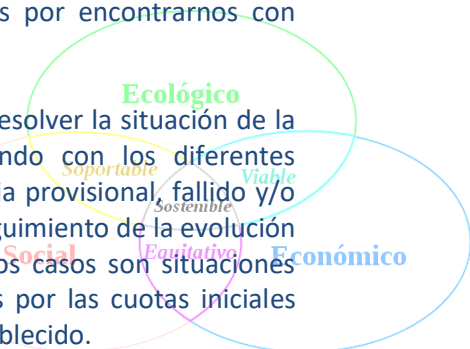 s por encontrarnos con
Ecológico
esolver la situación de la
ndo con los diferentes
Soportable
Viable
ia provisional, fallido y/o
Sostenible
guimiento de la evolución
Social
Equitativo
Económico
os casos son situaciones
s por las cuotas iniciales
blecido.